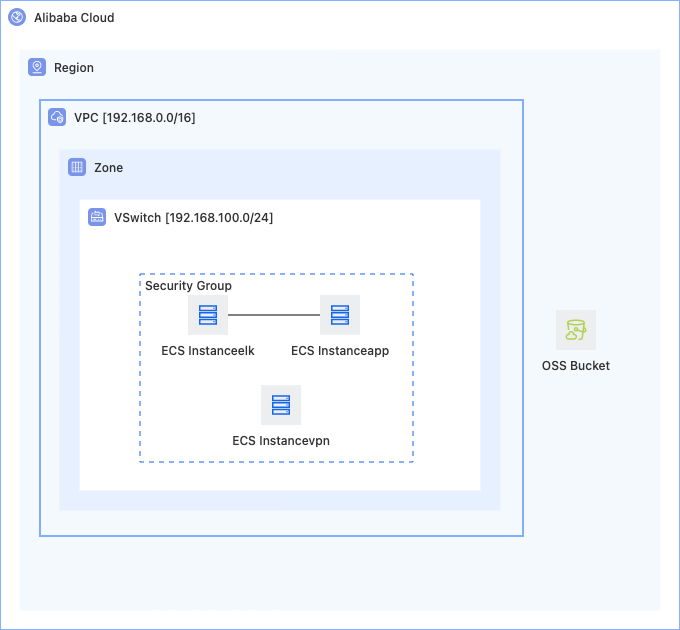 Alibaba Cloud
Region
VPC [192.168.0.0/16]
Zone
VSwitch [192.168.100.0/24]
Security Group
ECS Instanceelk
ECS Instanceapp
ECS Instancevpn
OSS Bucket